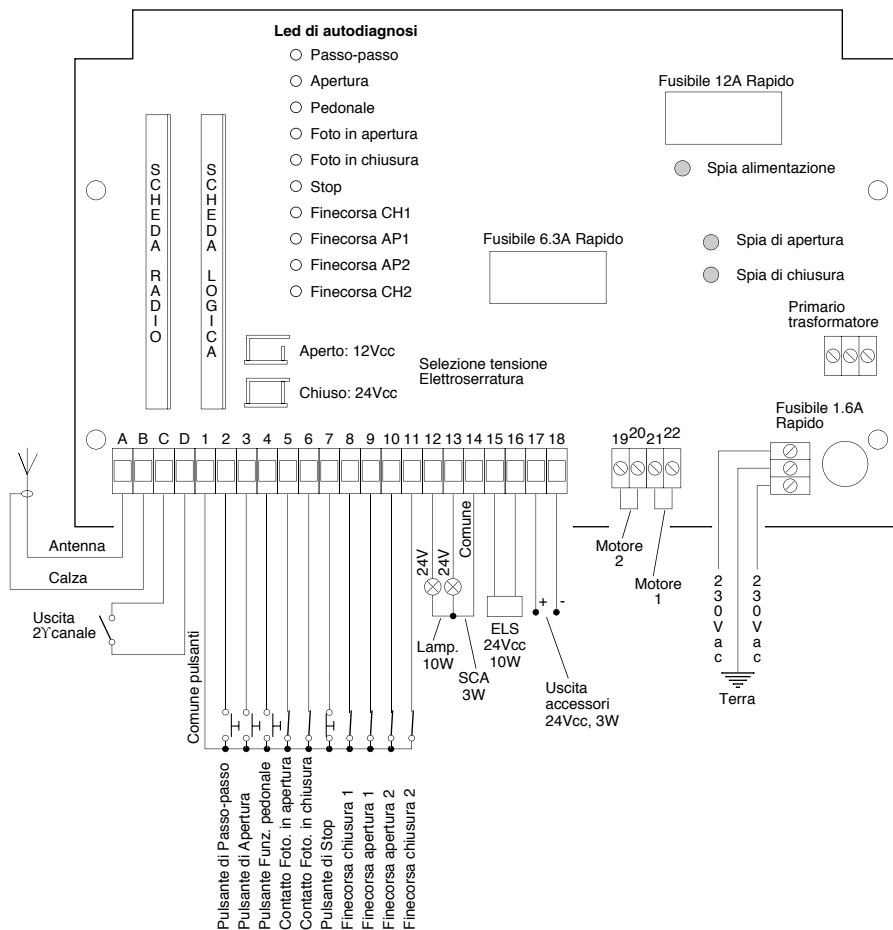 Led di autodiagnosi
Passo-passo
Apertura
Pedonale
Foto in apertura
Foto in chiusura
Stop
Finecorsa CH1
Finecorsa AP1
Finecorsa AP2
Finecorsa CH2
Fusibile 12A Rapido
Spia alimentazione
Fusibile 6.3A Rapido
Spia di apertura
Spia di chiusura
SCHEDA RADIO
SCHEDA LOGICA
Primario
trasformatore
Aperto: 12Vcc
Chiuso: 24Vcc
Selezione tensione
Elettroserratura
Fusibile 1.6A
Rapido
A B C D 1 2 3 4 5 6 7 8 9 10 11 12 13 14 15 16 17 18
19 20 21 22
Antenna
Calza
Uscita
2ϒcanale
Comune pulsanti
24V
24V
Comune
Lamp.
10W
SCA
3W
ELS
24Vcc
10W
+ -
Uscita
accessori
24Vcc, 3W
Motore
2
Motore
1
230Vac
230Vac
Terra
Pulsante di Passo-passo
Pulsante di Apertura
Pulsante Funz. pedonale
Contatto Foto. in apertura
Contatto Foto. in chiusura
Pulsante di Stop
Finecorsa chiusura 1
Finecorsa apertura 1
Finecorsa apertura 2
Finecorsa chiusura 2